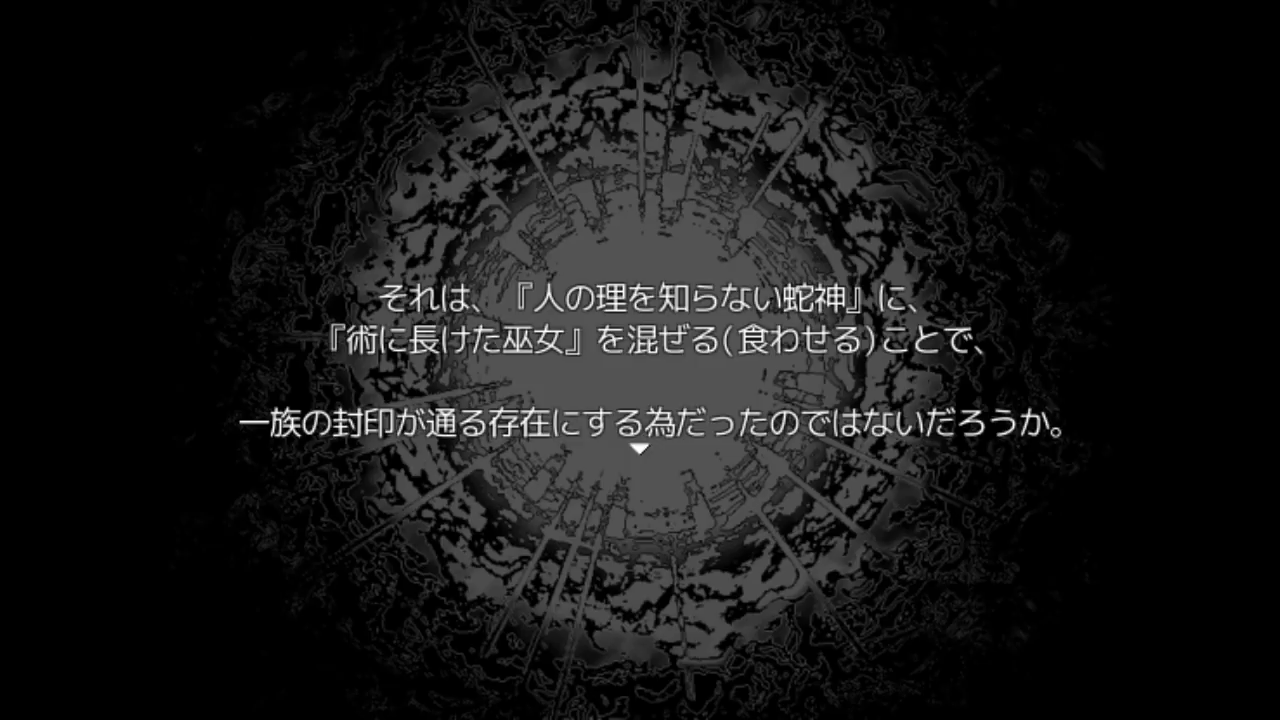 それは、『人の理を知らない蛇神』に、
『術に長けた巫女』を混ぜる(食わせる)ことで、
一族の封印が通る存在にする為だったのではないだろうか。